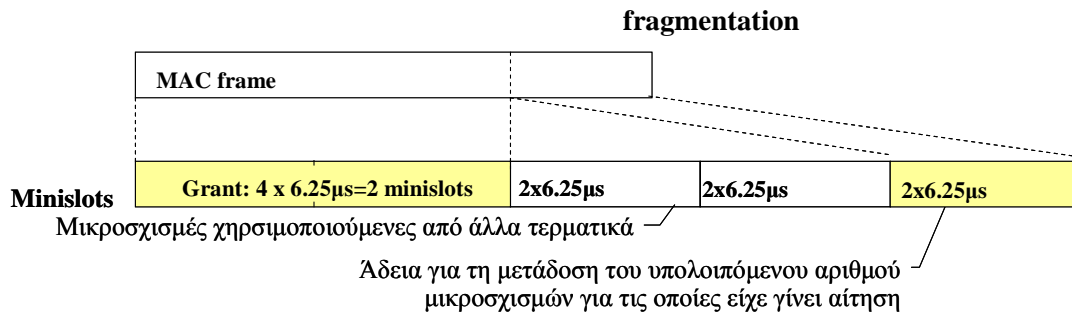 fragmentation
MAC frame
Minislots
Grant: 4 x 6.25μs=2 minislots
2x6.25μs
2x6.25μs
2x6.25μs
Μικροσχισμές χηρσιμοποιούμενες από άλλα τερματικά
Άδεια για τη μετάδοση του υπολοιπόμενου αριθμού
μικροσχισμών για τις οποίες είχε γίνει αίτηση